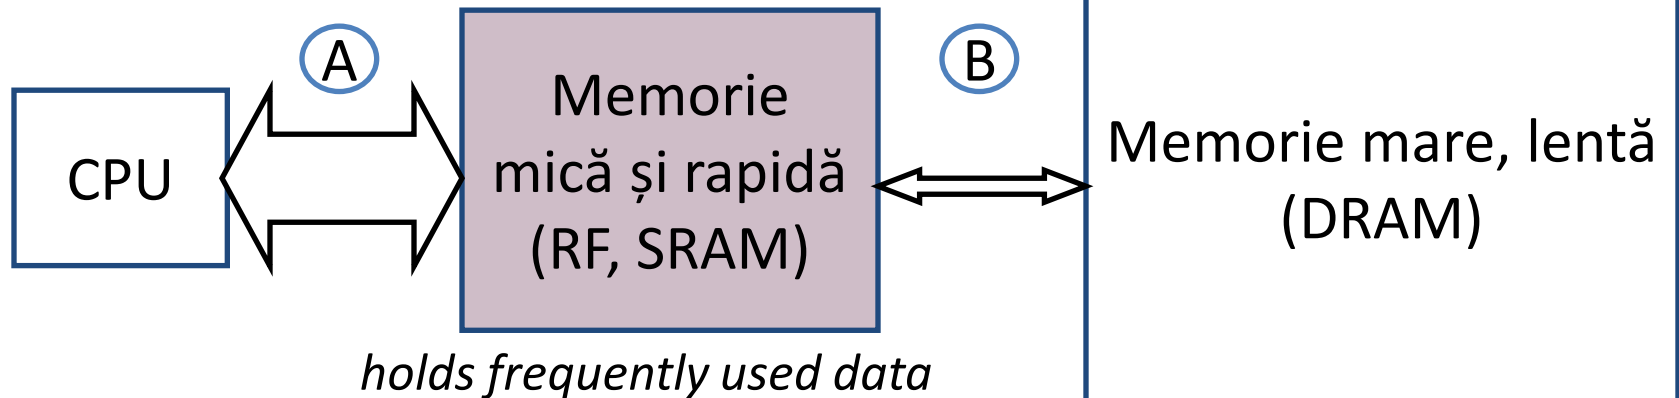 A
B
CPU
Memorie
mică și rapidă
(RF, SRAM)
Memorie mare, lentă
(DRAM)
holds frequently used data